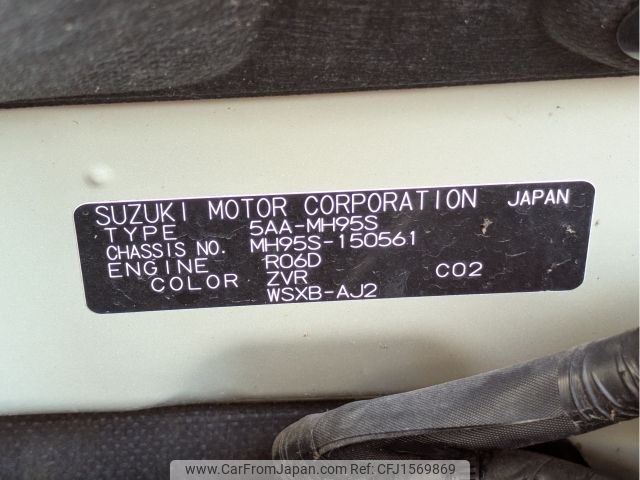 SUZUKI MOTOR CORPORATION JAPAN
TYPE 5AA-MH95S
CHASSIS NO. MH95S-150561
ENGINE R06D
COLOR ZVR C02
WSXB-AJ2
www.CarFromJapan.com ref:CFJ1569869